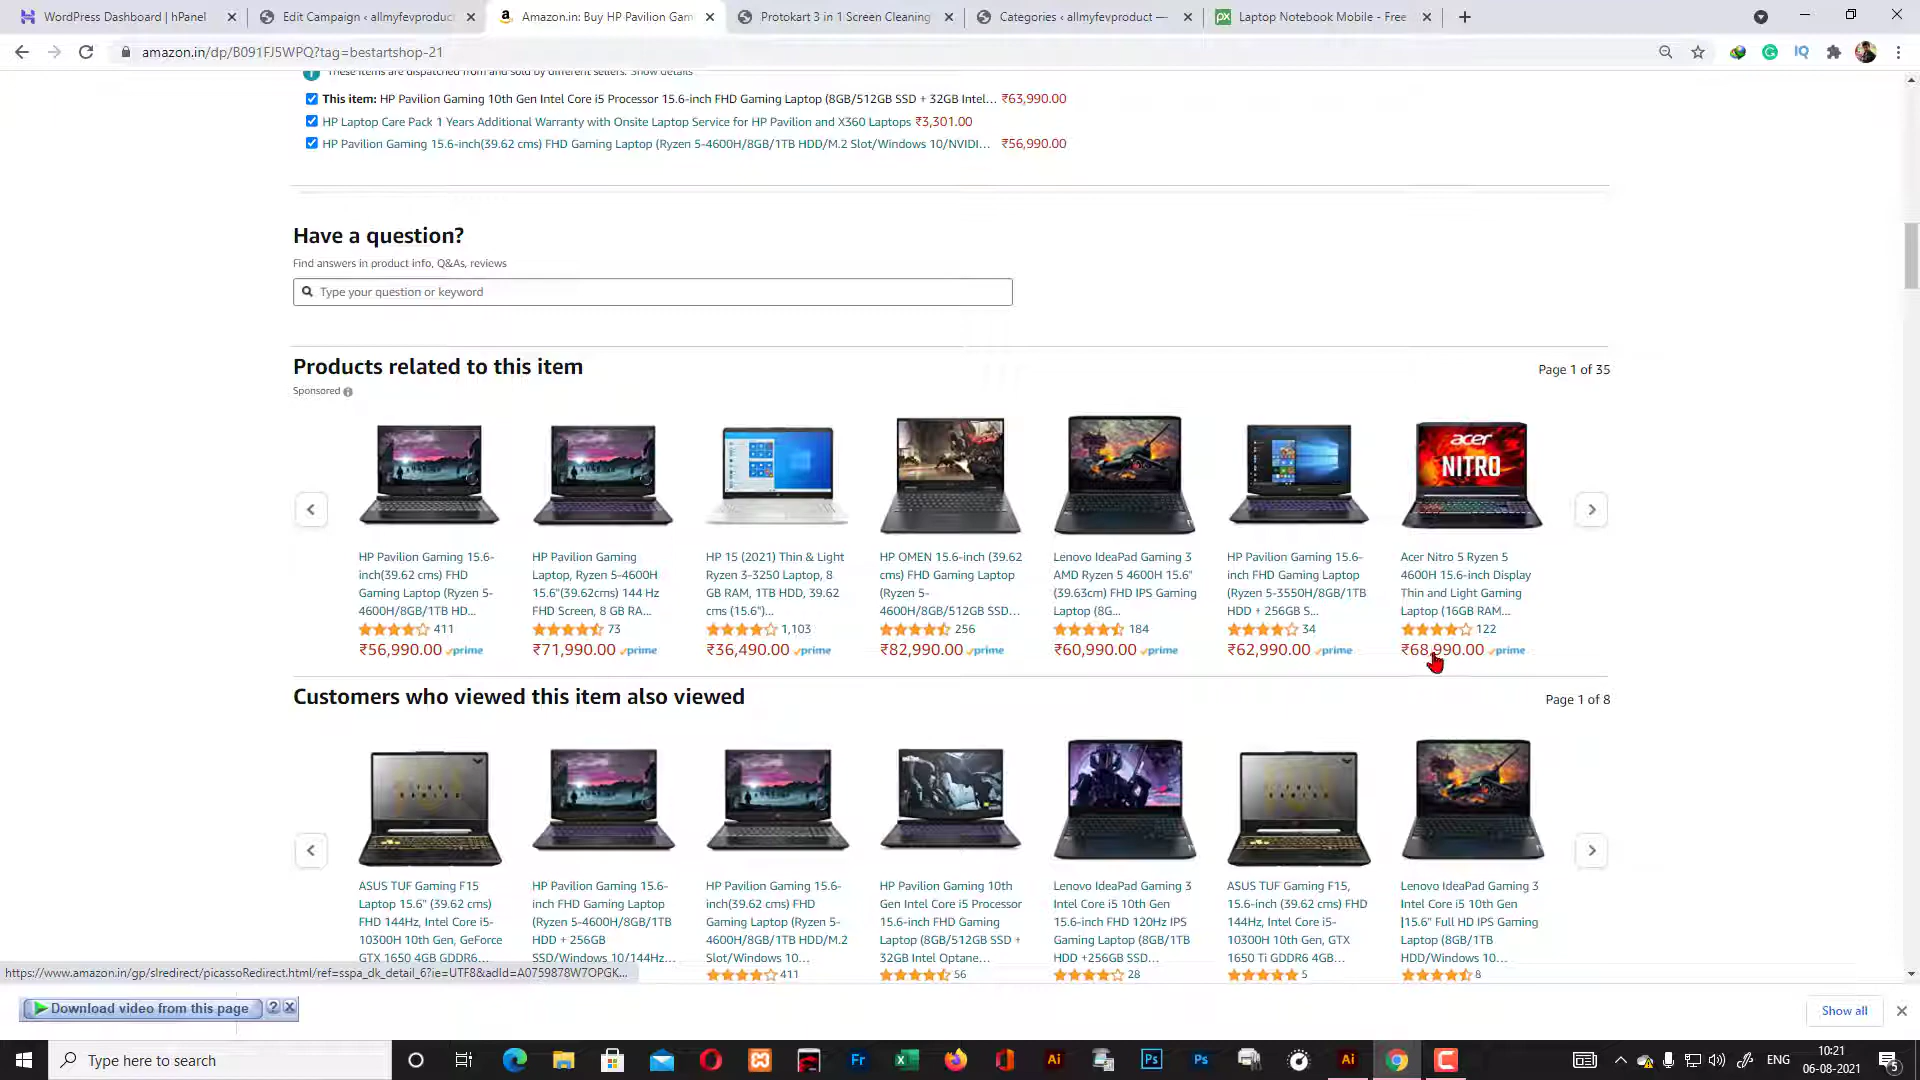 WordPress Dashboard | hPanel
Edit Campaign ‹ allmyfevproduct
Amazon.in: Buy HP Pavilion Gam
Protokart 3 in 1 Screen Cleaning
Categories ‹ allmyfevproduct —
Laptop Notebook Mobile - Free
amazon.in/dp/B091FJ5WPQ?tag=bestartshop-21
These items are dispatched from and sold by different sellers. Show details
This item: HP Pavilion Gaming 10th Gen Intel Core i5 Processor 15.6-inch FHD Gaming Laptop (8GB/512GB SSD + 32GB Intel... ₹63,990.00
HP Laptop Care Pack 1 Years Additional Warranty with Onsite Laptop Service for HP Pavilion and X360 Laptops ₹3,301.00
HP Pavilion Gaming 15.6-inch(39.62 cms) FHD Gaming Laptop (Ryzen 5-4600H/8GB/1TB HDD/M.2 Slot/Windows 10/NVIDI... ₹56,990.00
Have a question?
Find answers in product info, Q&As, reviews
Type your question or keyword
Products related to this item
Page 1 of 35
Sponsored
acer
NITRO
HP Pavilion Gaming 15.6-
inch(39.62 cms) FHD
Gaming Laptop (Ryzen 5-
4600H/8GB/1TB HD...
411
₹56,990.00 prime
HP Pavilion Gaming
Laptop, Ryzen 5-4600H
15.6"(39.62cms) 144 Hz
FHD Screen, 8 GB RA...
73
₹71,990.00 prime
HP 15 (2021) Thin & Light
Ryzen 3-3250 Laptop, 8
GB RAM, 1TB HDD, 39.62
cms (15.6")...
1,103
₹36,490.00 prime
HP OMEN 15.6-inch (39.62
cms) FHD Gaming Laptop
(Ryzen 5-
4600H/8GB/512GB SSD...
256
₹82,990.00 prime
Lenovo IdeaPad Gaming 3
AMD Ryzen 5 4600H 15.6"
(39.63cm) FHD IPS Gaming
Laptop (8G...
184
₹60,990.00 prime
HP Pavilion Gaming 15.6-
inch FHD Gaming Laptop
(Ryzen 5-3550H/8GB/1TB
HDD + 256GB S...
34
₹62,990.00 prime
Acer Nitro 5 Ryzen 5
4600H 15.6-inch Display
Thin and Light Gaming
Laptop (16GB RAM...
122
₹68,990.00 prime
Customers who viewed this item also viewed
Page 1 of 8
ASUS TUF Gaming F15
Laptop 15.6" (39.62 cms)
FHD 144Hz, Intel Core i5-
10300H 10th Gen, GeForce
GTX 1650 4GB GDDR6...
HP Pavilion Gaming 15.6-
inch FHD Gaming Laptop
(Ryzen 5-4600H/8GB/1TB
HDD + 256GB
SSD/Windows 10/144Hz...
HP Pavilion Gaming 15.6-
inch(39.62 cms) FHD
Gaming Laptop (Ryzen 5-
4600H/8GB/1TB HDD/M.2
Slot/Windows 10...
411
HP Pavilion Gaming 10th
Gen Intel Core i5 Processor
15.6-inch FHD Gaming
Laptop (8GB/512GB SSD +
32GB Intel Optane...
56
Lenovo IdeaPad Gaming 3
Intel Core i5 10th Gen
15.6-inch FHD 120Hz IPS
Gaming Laptop (8GB/1TB
HDD +256GB SSD...
28
ASUS TUF Gaming F15,
15.6-inch (39.62 cms) FHD
144Hz, Intel Core i5-
10300H 10th Gen, GTX
1650 Ti GDDR6 4GB...
5
Lenovo IdeaPad Gaming 3
Intel Core i5 10th Gen
|15.6" Full HD IPS Gaming
Laptop (8GB/1TB
HDD/Windows 10...
8
https://www.amazon.in/gp/slredirect/picassoRedirect.html/ref=sspa_dk_detail_6?ie=UTF8&adId=A0759878W7OPGK...
Download video from this page
Show all
Type here to search
ENG
10:21
06-08-2021
5